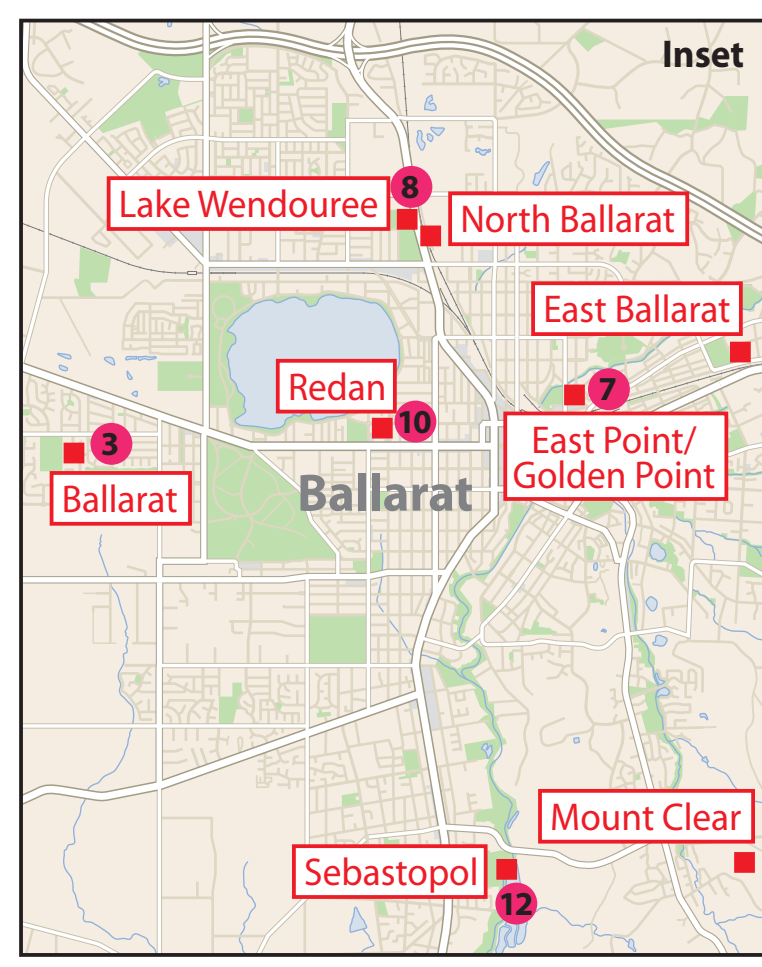 Inset
8
Lake Wendouree
North Ballarat
East Ballarat
Redan
7
10
3
East Point/
Golden Point
Ballarat
Ballarat
Mount Clear
Sebastopol
12